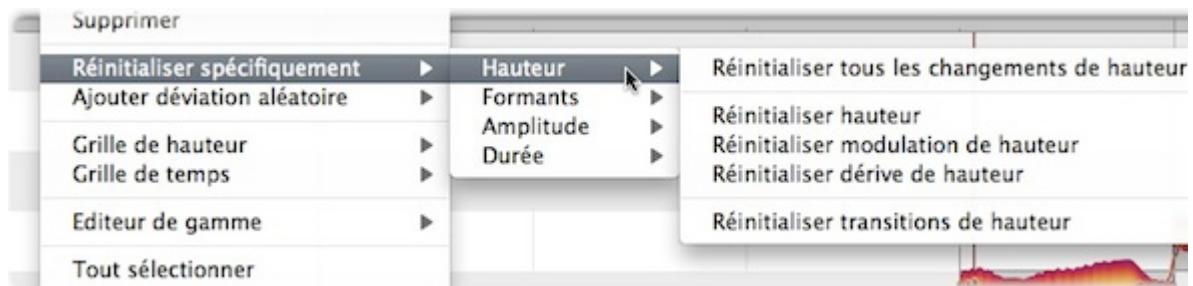 Supprimer
Réinitialiser spécifiquement
Ajouter déviation aléatoire
Grille de hauteur
Grille de temps
Editeur de gamme
Tout sélectionner
Hauteur
Formants
Amplitude
Durée
Réinitialiser tous les changements de hauteur
Réinitialiser hauteur
Réinitialiser modulation de hauteur
Réinitialiser dérive de hauteur
Réinitialiser transitions de hauteur